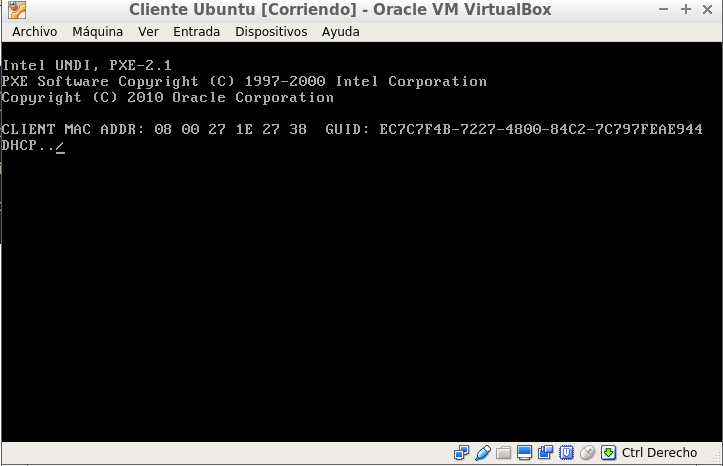 Cliente Ubuntu [Corriendo] - Oracle VM VirtualBox
Archivo Máquina Ver Entrada Dispositivos Ayuda
Intel UNDI, PXE-2.1
PXE Software Copyright (C) 1997-2000 Intel Corporation
Copyright (C) 2010 Oracle Corporation
CLIENT MAC ADDR: 08 00 27 1E 27 38 GUID: EC7C7F4B-7227-4800-84C2-7C797FEAE944
DHCP../
Ctrl Derecho